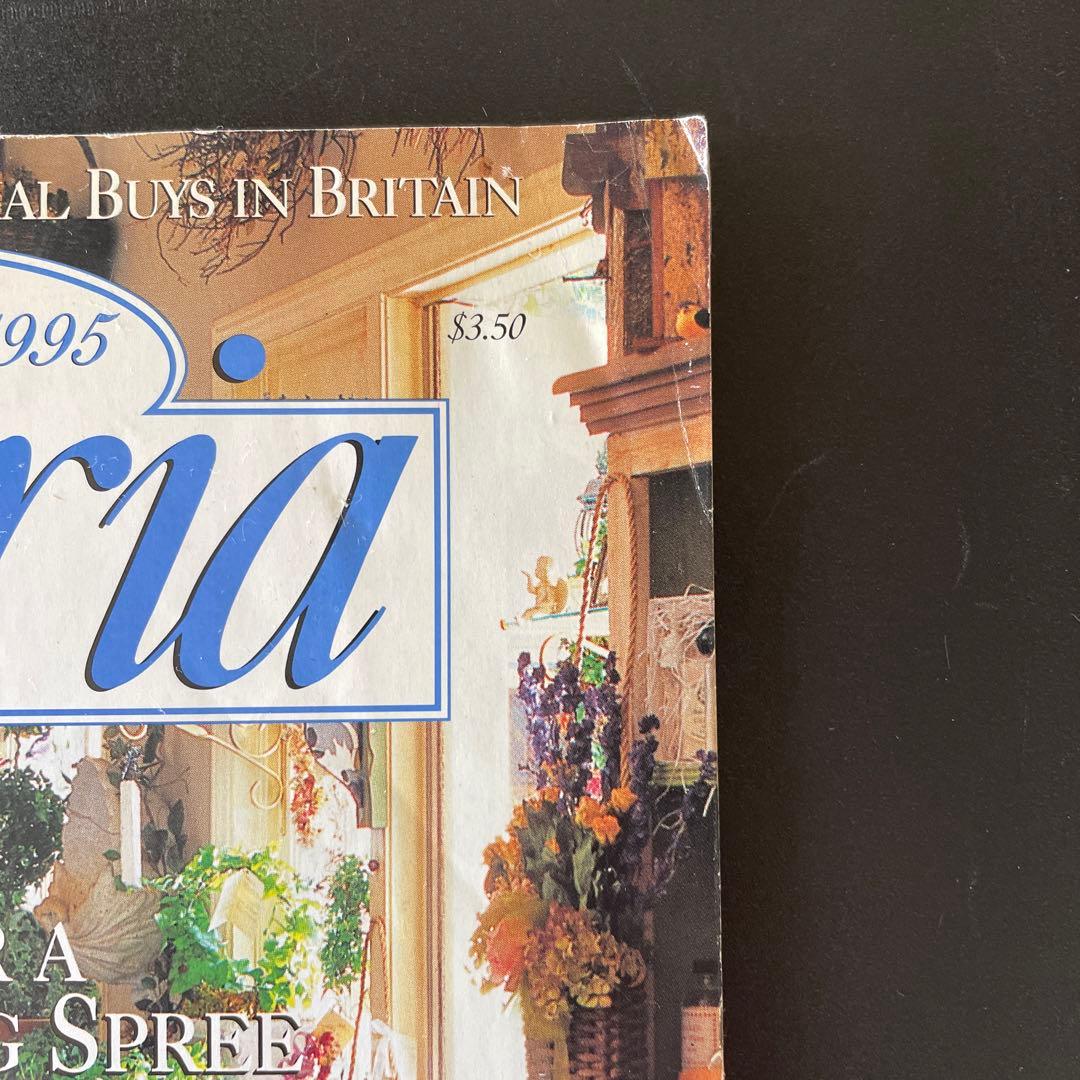 AL BUYS IN BRITAIN
1995
$3.50
ria
R A
G SPREE